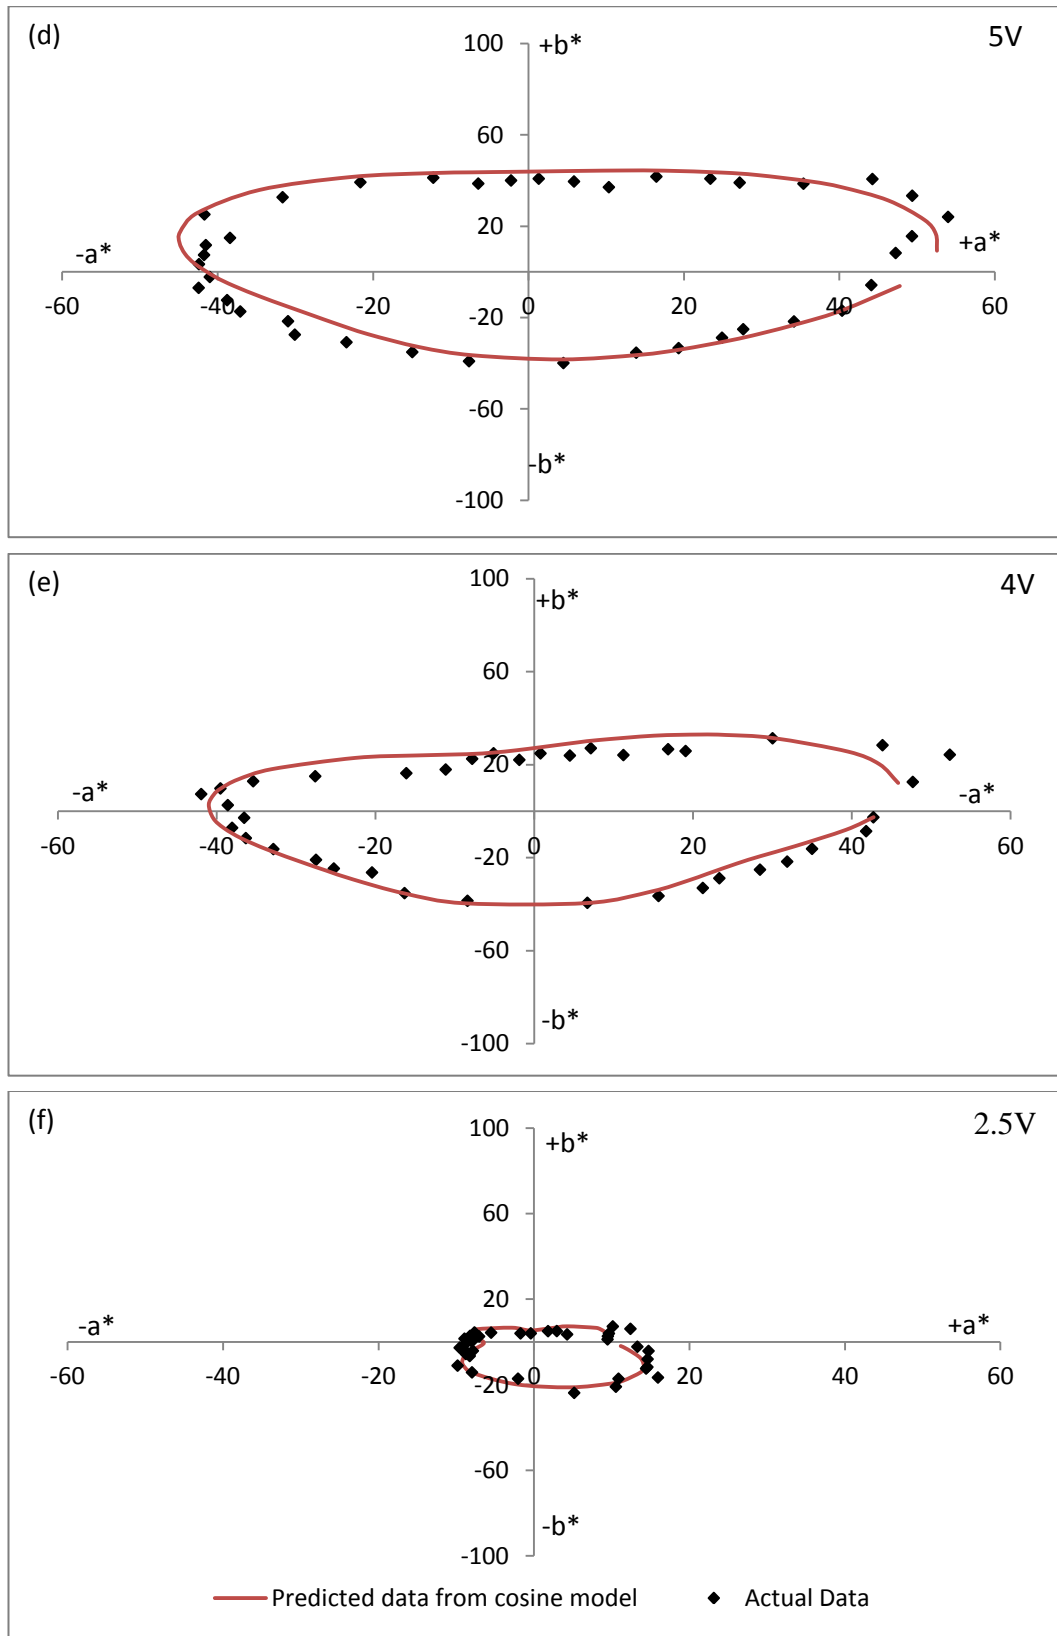 (d) 5V
+b*
100
60
20
-a* +a*
-60 -40 -20 0 20 40 60
-20
-60
-b*
-100
(e) 4V
100
+b*
60
20
-a* -a*
-60 -40 -20 0 20 40 60
-20
-60
-b*
-100
(f) 2.5V
100
+b*
60
20
-a* +a*
-60 -40 -20 0 20 40 60
-20
-60
-b*
-100
Predicted data from cosine model Actual Data